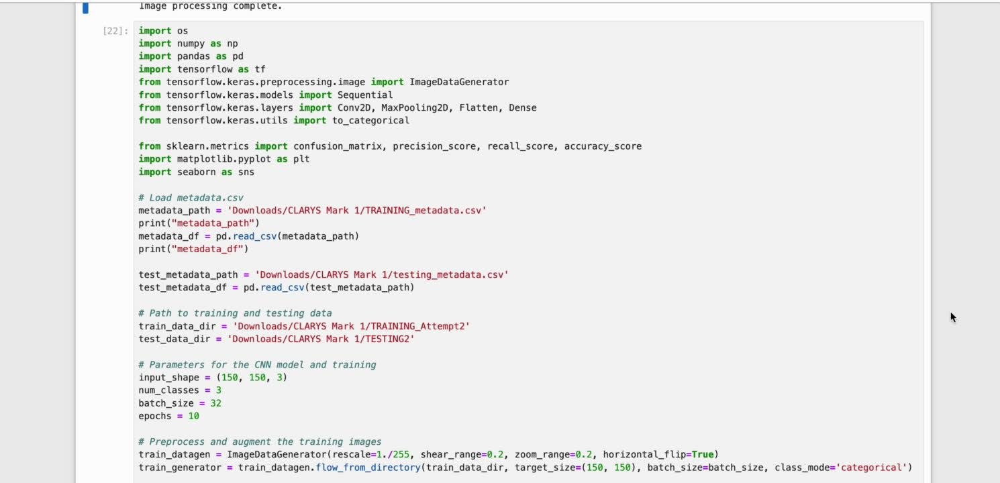 Image processing complete.
[22]:
import os
import numpy as np
import pandas as pd
import tensorflow as tf
from tensorflow.keras.preprocessing.image import ImageDataGenerator
from tensorflow.keras.models import Sequential
from tensorflow.keras.layers import Conv2D, MaxPooling2D, Flatten, Dense
from tensorflow.keras.utils import to_categorical
from sklearn.metrics import confusion_matrix, precision_score, recall_score, accuracy_score
import matplotlib.pyplot as plt
import seaborn as sns
# Load metadata.csv
metadata_path = 'Downloads/CLARYS Mark 1/TRAINING_metadata.csv'
print("metadata_path")
metadata_df = pd.read_csv(metadata_path)
print("metadata_df")
test_metadata_path = 'Downloads/CLARYS Mark 1/testing_metadata.csv'
test_metadata_df = pd.read_csv(test_metadata_path)
# Path to training and testing data
train_data_dir = 'Downloads/CLARYS Mark 1/TRAINING_Attempt2'
test_data_dir = 'Downloads/CLARYS Mark 1/TESTING2'
# Parameters for the CNN model and training
input_shape = (150, 150, 3)
num_classes = 3
batch_size = 32
epochs = 10
# Preprocess and augment the training images
train_datagen = ImageDataGenerator(rescale=1./255, shear_range=0.2, zoom_range=0.2, horizontal_flip=True)
train_generator = train_datagen.flow_from_directory(train_data_dir, target_size=(150, 150), batch_size=batch_size, class_mode='categorical')